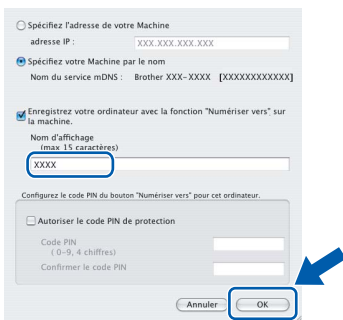 Spécifiez l'adresse de votre Machine
adresse IP : XXX.XXX.XXX.XXX
Spécifiez votre Machine par le nom
Nom du service mDNS : Brother XXX-XXXX [XXXXXXXXXXXX]
Enregistrez votre ordinateur avec la fonction "Numériser vers" sur
la machine.
Nom d'affichage
(max 15 caractères)
XXXX
Configurez le code PIN du bouton "Numériser vers" pour cet ordinateur.
Autoriser le code PIN de protection
Code PIN
( 0-9, 4 chiffres)
Confirmer le code PIN
Annuler OK